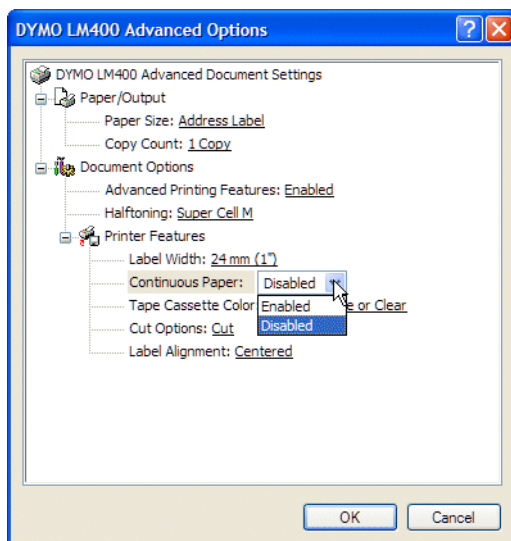 DYMO LM400 Advanced Options
DYMO LM400 Advanced Document Settings
Paper/Output
Paper Size: Address Label
Copy Count: 1 Copy
Document Options
Advanced Printing Features: Enabled
Halftoning: Super Cell M
Printer Features
Label Width: 24 mm (1")
Continuous Paper: Disabled
Enabled
Disabled
Tape Cassette Color or Clear
Cut Options: Cut
Label Alignment: Centered
OK Cancel